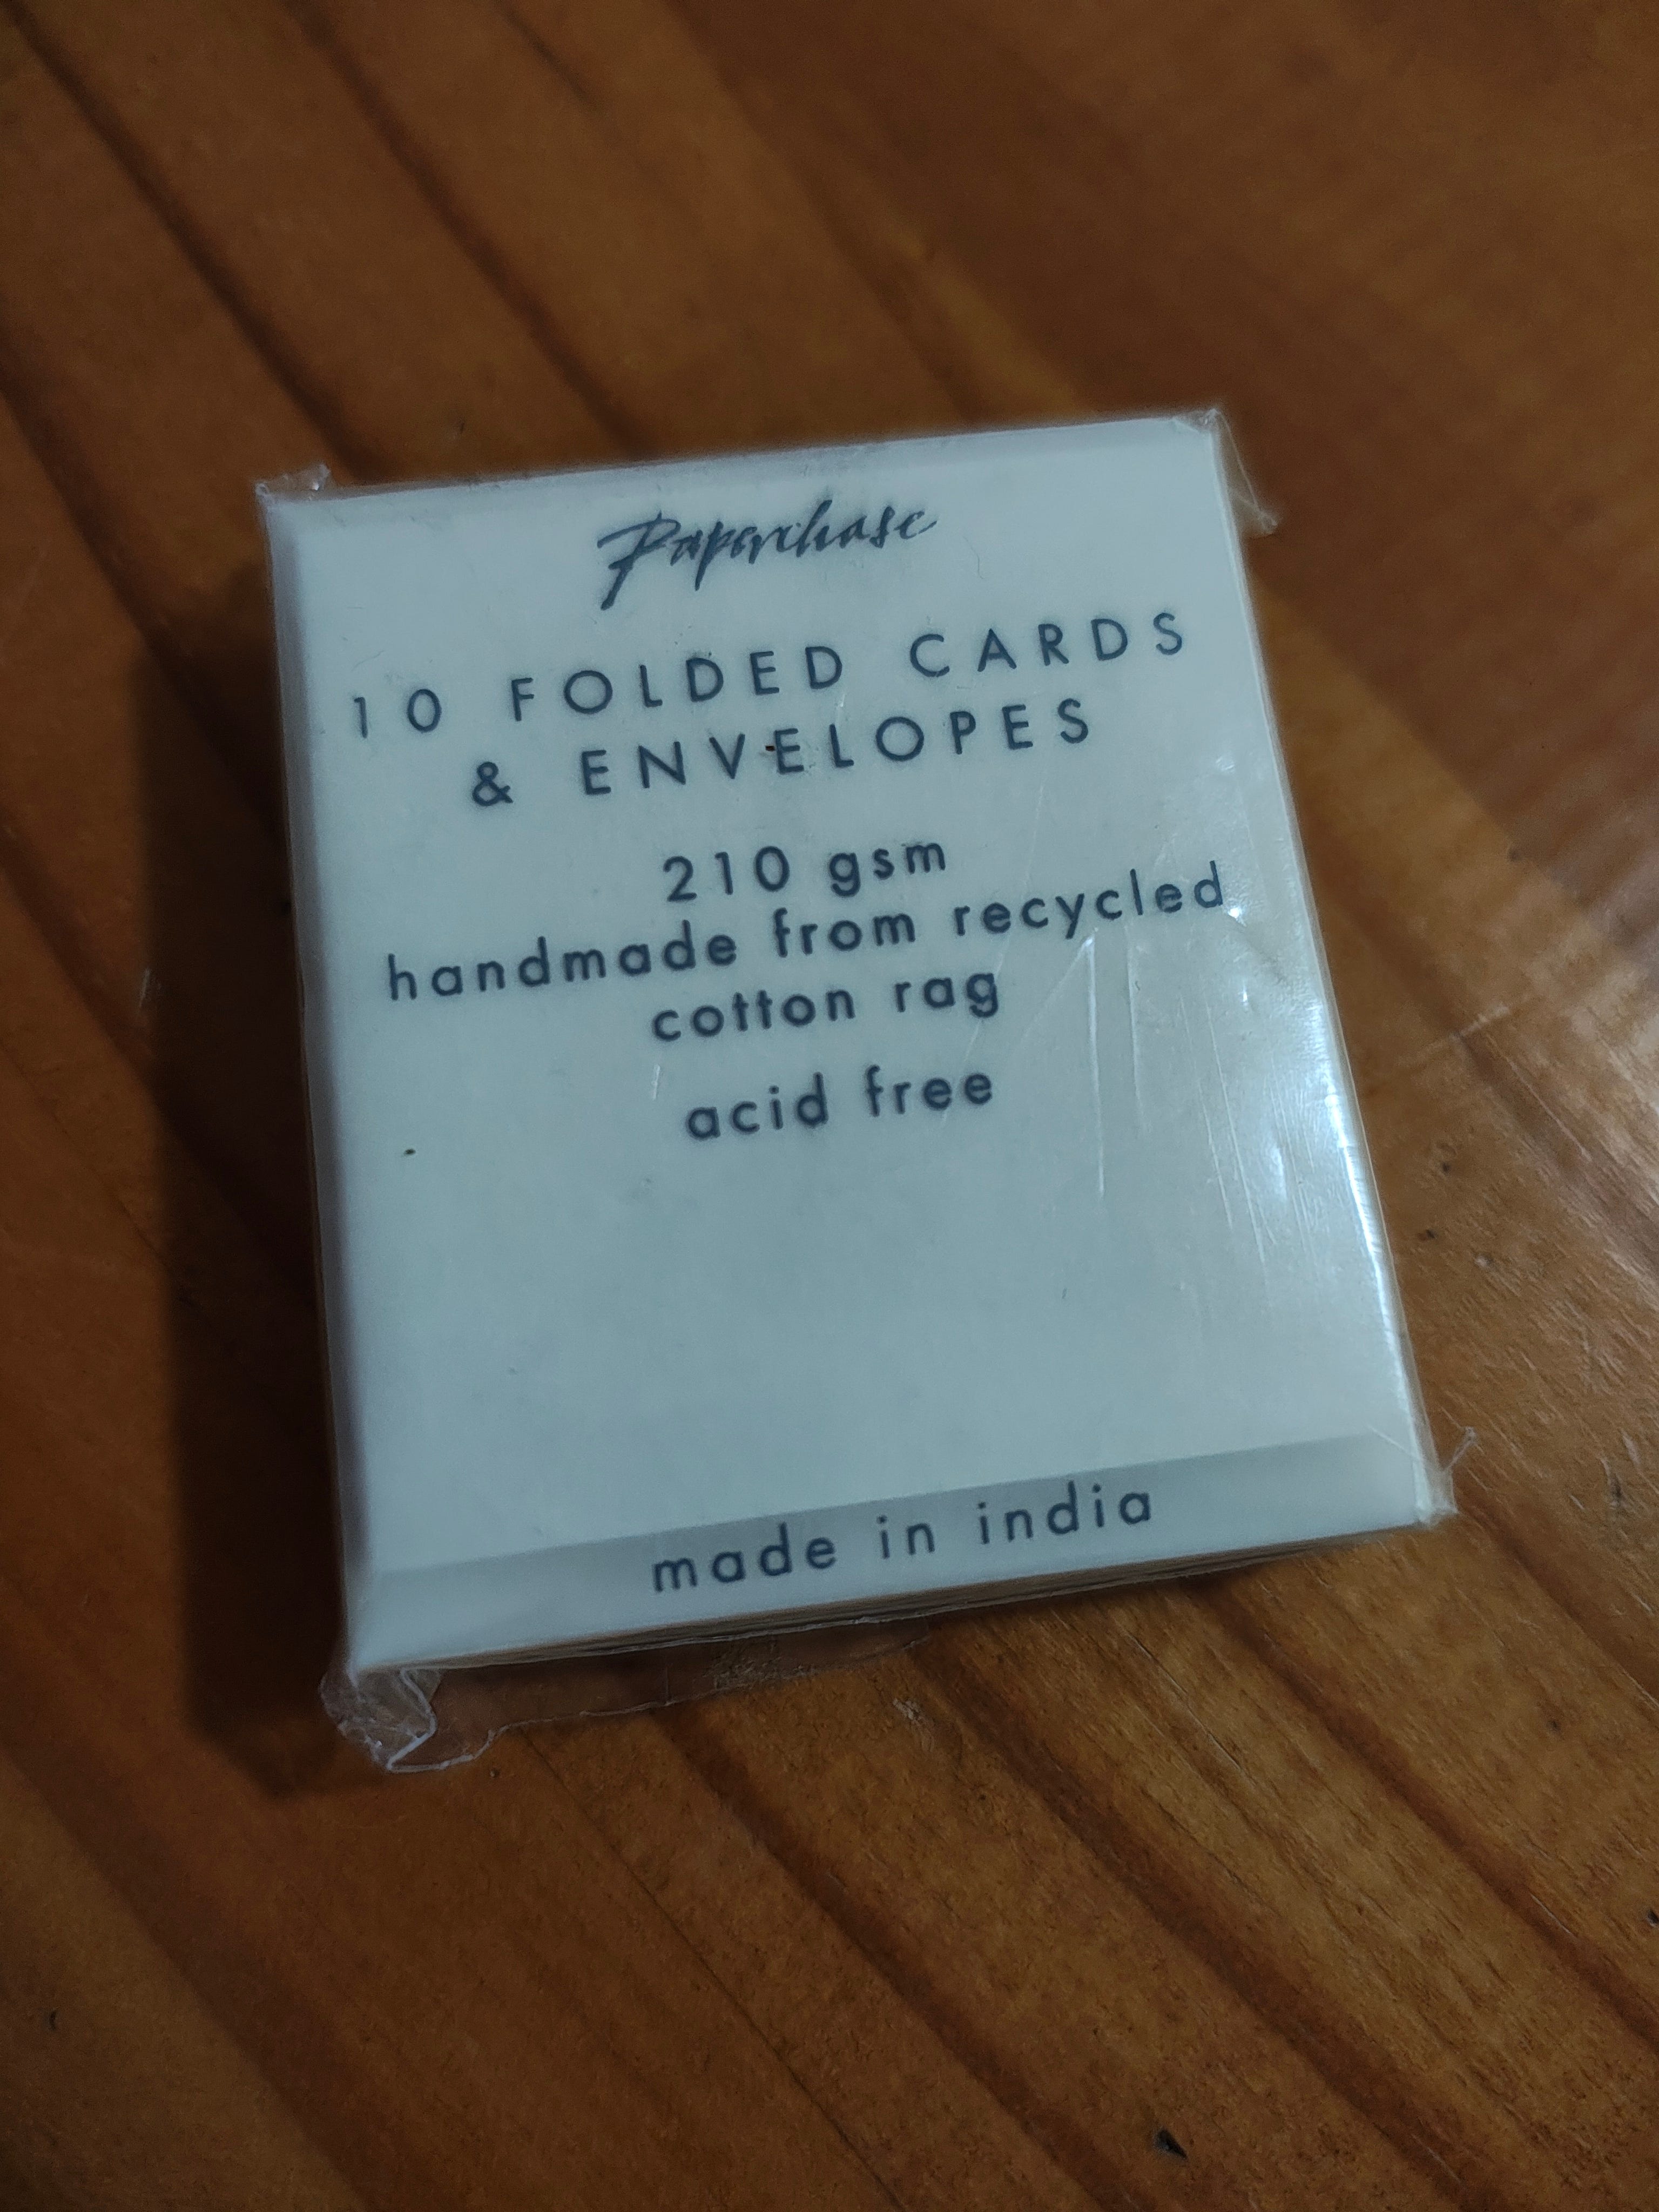 Paperchase
10 FOLDED CARDS
& ENVELOPES
210 gsm
handmade from recycled
cotton rag
acid free
made in india